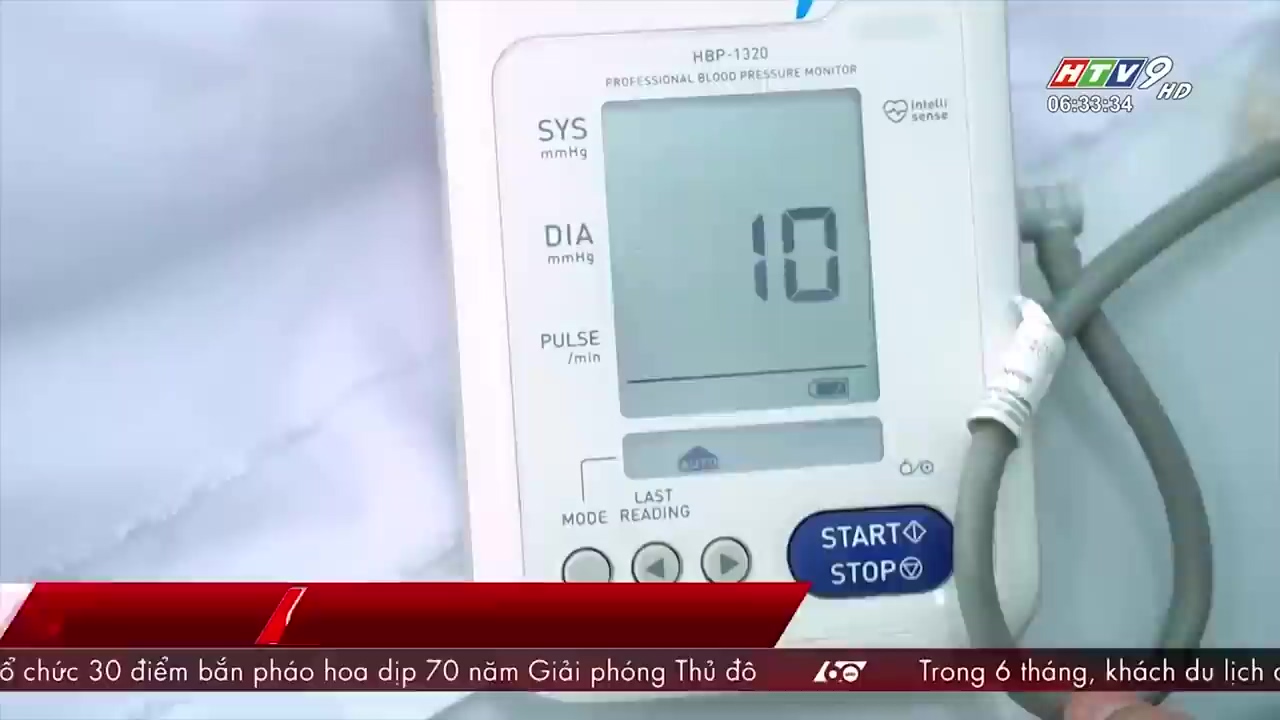 HBP-1320
PROFESSIONAL BLOOD PRESSURE MONITOR
HTV9 HD
06:33:34
intelli
sense
SYS
mmHg
DIA
mmHg
10
PULSE
/min
AUTO
LAST
MODE READING
START
STOP
ổ chức 30 điểm bắn pháo hoa dịp 70 năm Giải phóng Thủ đô 60 Trong 6 tháng, khách du lịch